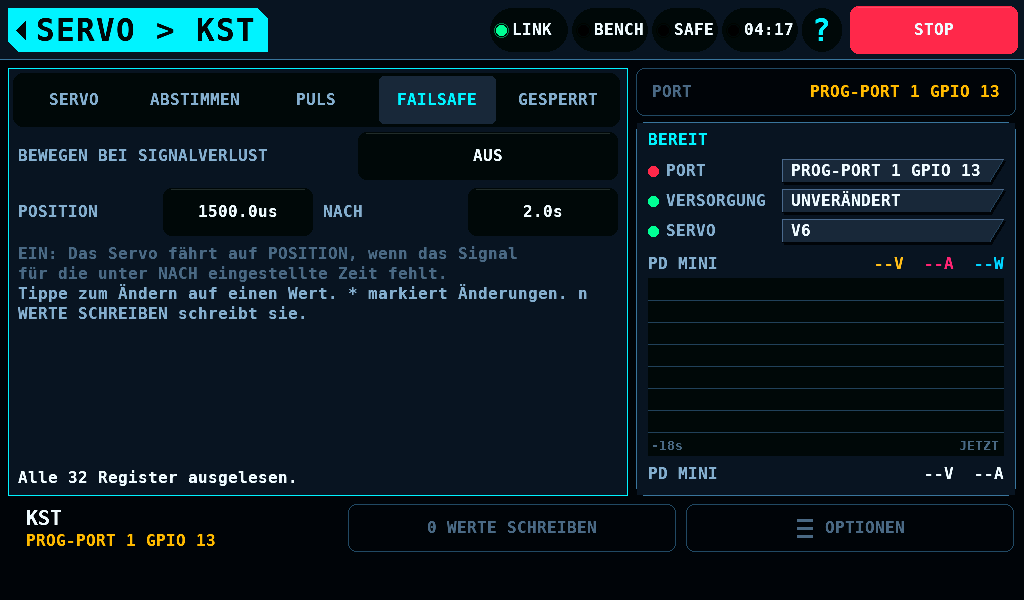 SERVO > KST
LINK
BENCH
SAFE
04:17
?
STOP
SERVO
ABSTIMMEN
PULS
FAILSAFE
GESPERRT
BEWEGEN BEI SIGNALVERLUST
AUS
POSITION
1500.0us
NACH
2.0s
EIN: Das Servo fährt auf POSITION, wenn das Signal
für die unter NACH eingestellte Zeit fehlt.
Tippe zum Ändern auf einen Wert. * markiert Änderungen. n
WERTE SCHREIBEN schreibt sie.
Alle 32 Register ausgelesen.
PORT
PROG-PORT 1 GPIO 13
BEREIT
PORT
PROG-PORT 1 GPIO 13
VERSORGUNG
UNVERÄNDERT
SERVO
V6
PD MINI
--V
--A
--W
-18s
JETZT
PD MINI
--V
--A
KST
PROG-PORT 1 GPIO 13
0 WERTE SCHREIBEN
OPTIONEN